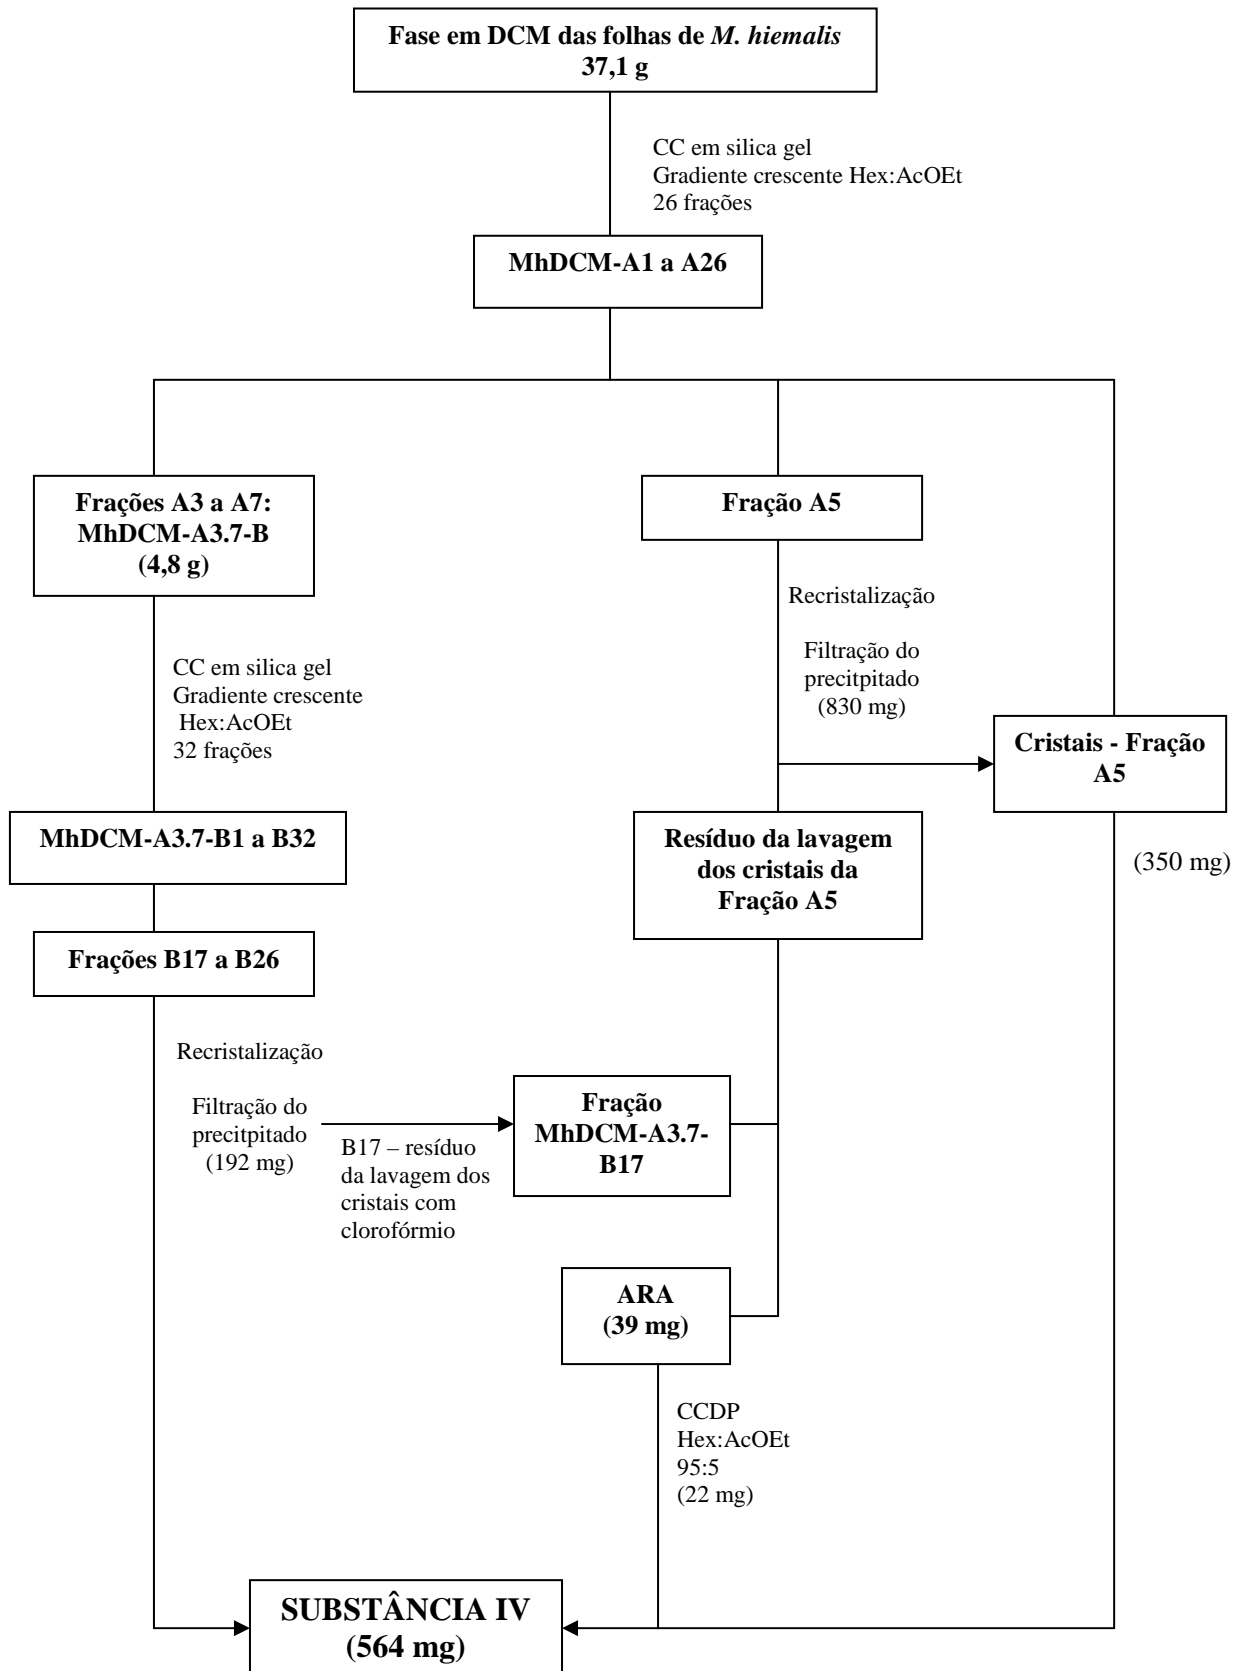 Fase em DCM das folhas de M. hiemalis
37,1 g
CC em silica gel
Gradiente crescente Hex:AcOEt
26 frações
MhDCM-A1 a A26
Frações A3 a A7:
MhDCM-A3.7-B
(4,8 g)
Fração A5
Recristalização
Filtração do
precitpitado
(830 mg)
CC em silica gel
Gradiente crescente
Hex:AcOEt
32 frações
Cristais - Fração
A5
(350 mg)
MhDCM-A3.7-B1 a B32
Resíduo da lavagem
dos cristais da
Fração A5
Frações B17 a B26
Recristalização
Filtração do
precitpitado
(192 mg)
B17 – resíduo
da lavagem dos
cristais com
clorofórmio
Fração
MhDCM-A3.7-
B17
ARA
(39 mg)
CCDP
Hex:AcOEt
95:5
(22 mg)
SUBSTÂNCIA IV
(564 mg)